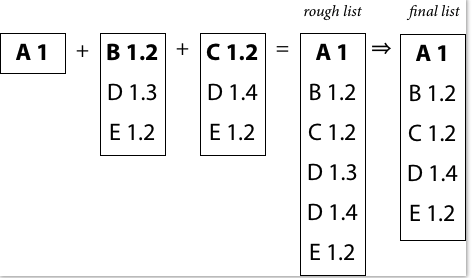 rough list final list
A 1 + B 1.2 + C 1.2 = A 1 ⇒ A 1
D 1.3 D 1.4 B 1.2 B 1.2
E 1.2 E 1.2 C 1.2 C 1.2
D 1.3 D 1.4
D 1.4 E 1.2
E 1.2